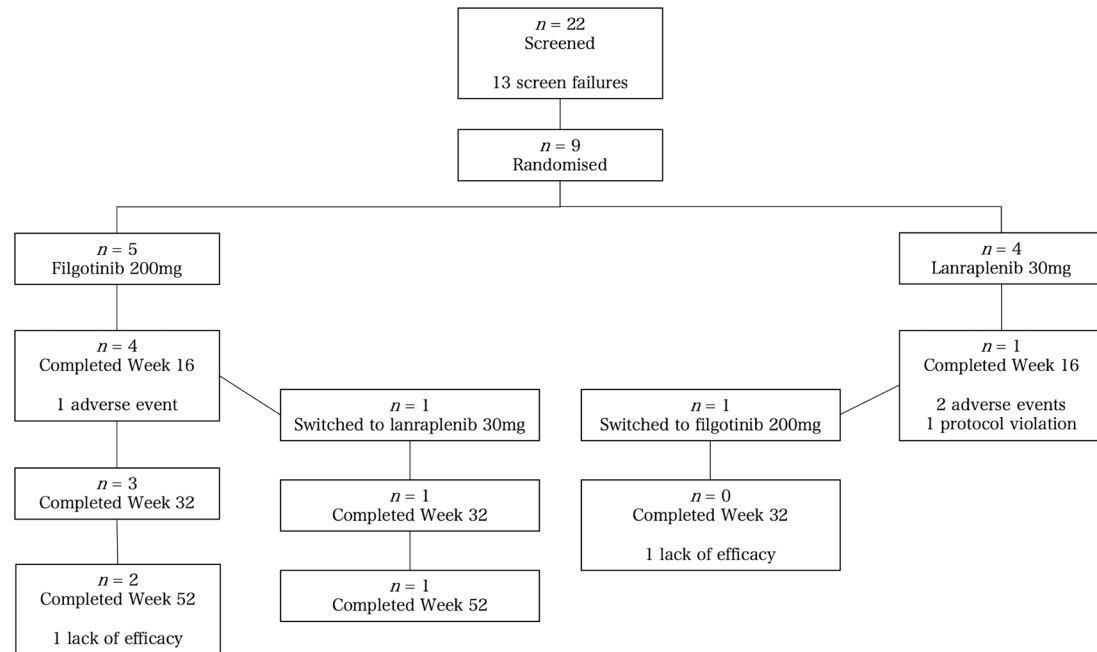 n = 22
Screened
13 screen failures
n = 9
Randomised
n = 5
Filgotinib 200mg
n = 4
Lanraplenib 30mg
n = 4
Completed Week 16
1 adverse event
n = 1
Completed Week 16
2 adverse events
1 protocol violation
n = 1
Switched to lanraplenib 30mg
n = 1
Switched to filgotinib 200mg
n = 3
Completed Week 32
n = 1
Completed Week 32
n = 0
Completed Week 32
1 lack of efficacy
n = 2
Completed Week 52
1 lack of efficacy
n = 1
Completed Week 52